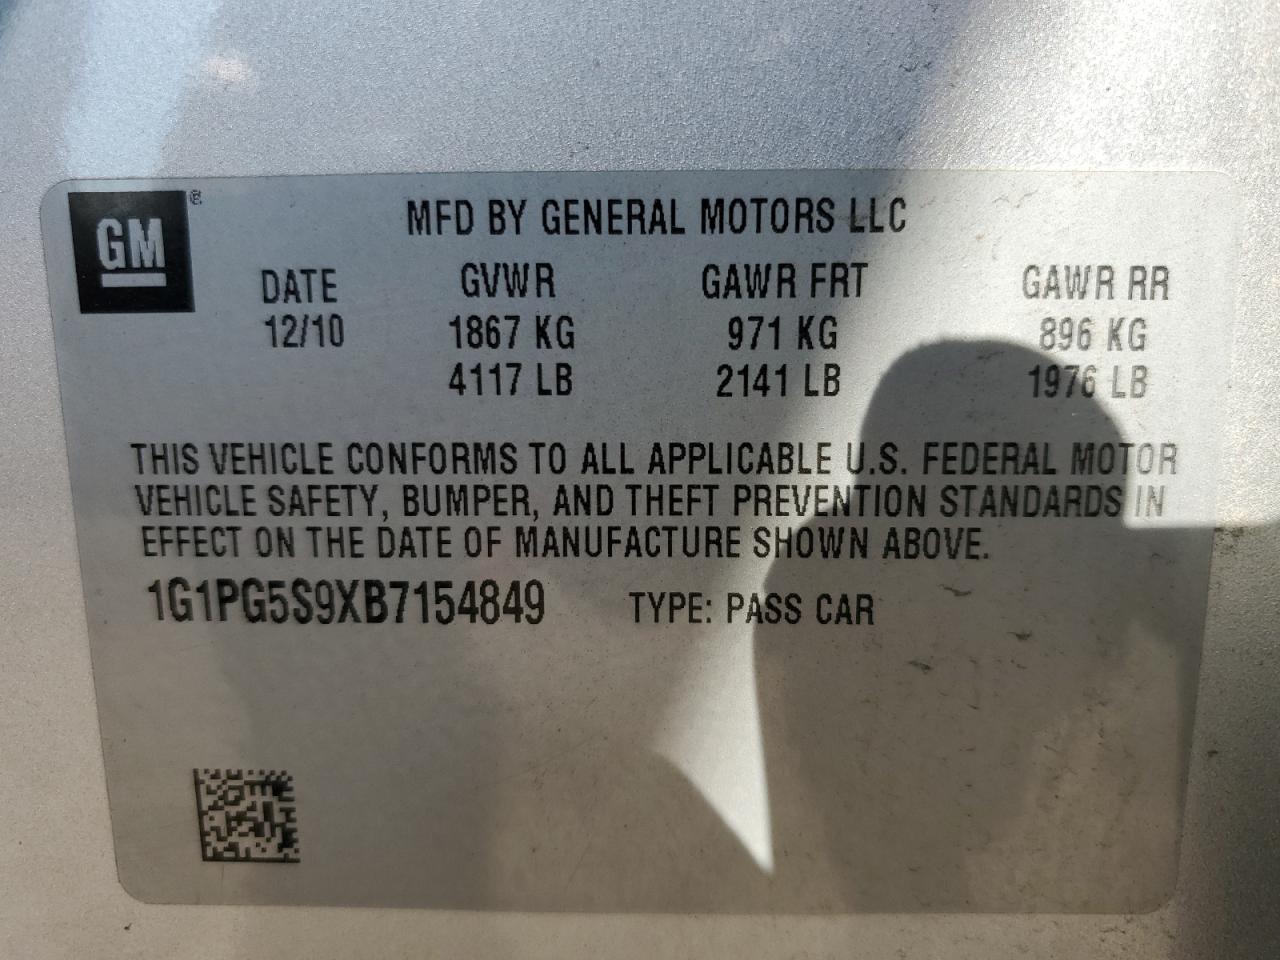 GM ®
MFD BY GENERAL MOTORS LLC
DATE GVWR GAWR FRT GAWR RR
12/10 1867 KG 971 KG 896 KG
4117 LB 2141 LB 1976 LB
THIS VEHICLE CONFORMS TO ALL APPLICABLE U.S. FEDERAL MOTOR
VEHICLE SAFETY, BUMPER, AND THEFT PREVENTION STANDARDS IN
EFFECT ON THE DATE OF MANUFACTURE SHOWN ABOVE.
1G1PG5S9XB7154849 TYPE: PASS CAR